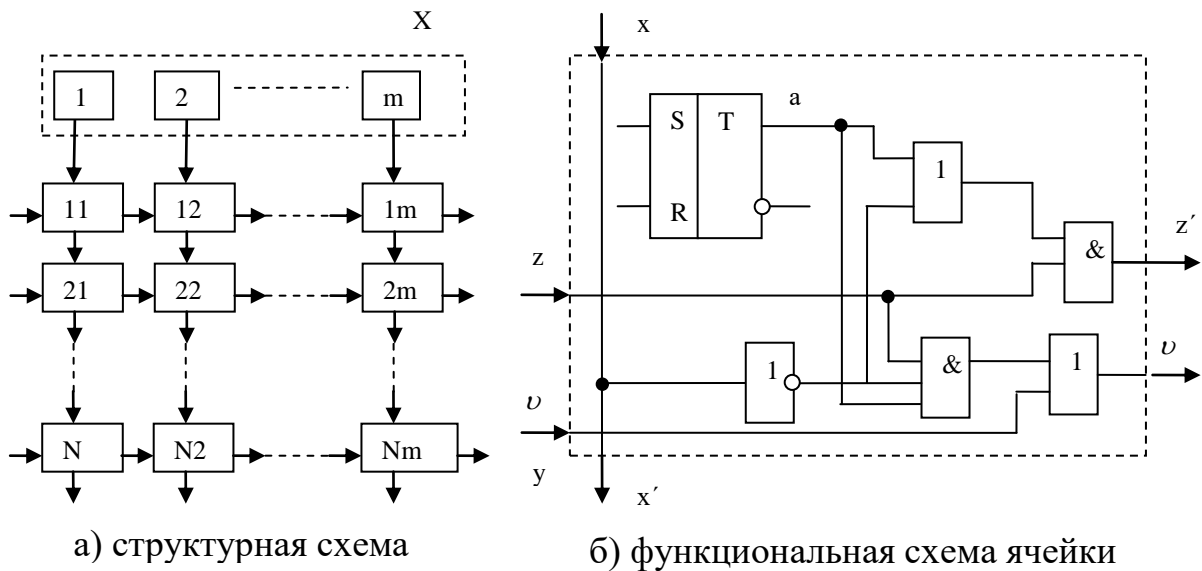 X
1 2 m
11 12 1m
21 22 2m
N N2 Nm
а) структурная схема
x
S T a
R
1
z
&
z´
1
&
1
υ
υ
y
x´
б) функциональная схема ячейки